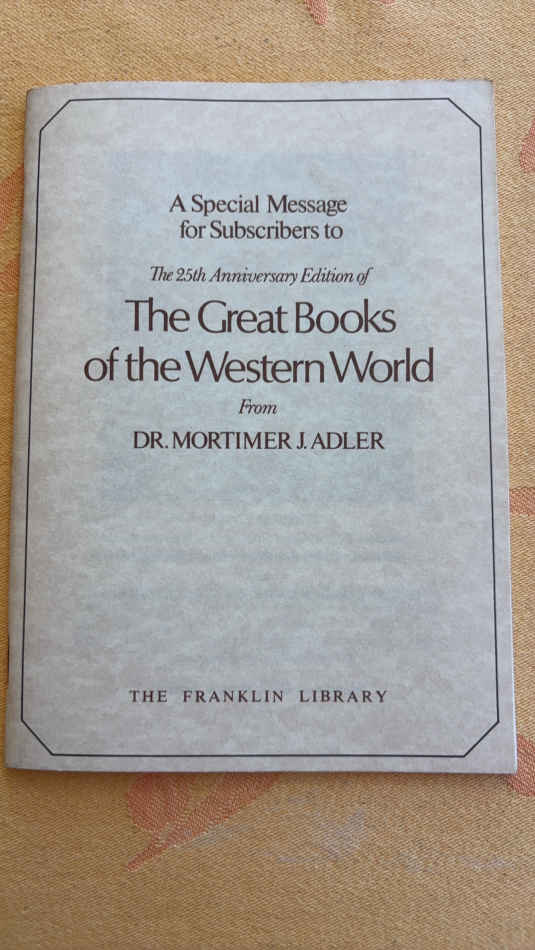 A Special Message
for Subscribers to
The 25th Anniversary Edition of
The Great Books
of the Western World
From
DR. MORTIMER J. ADLER
THE FRANKLIN LIBRARY